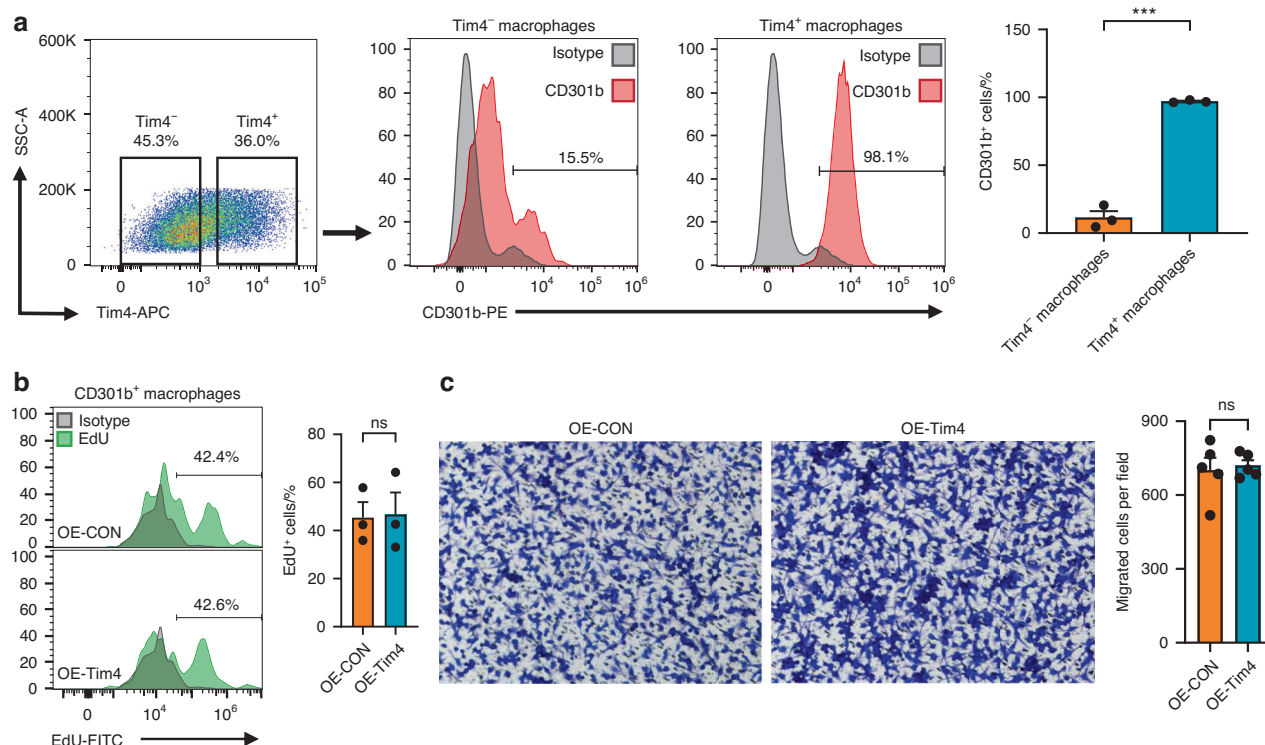 a
600K
400K
200K
0
SSC-A
Tim4⁻
45.3%
Tim4⁺
36.0%
0
10³
10⁴
10⁵
Tim4-APC
Tim4⁻ macrophages
Isotype
CD301b
15.5%
100
80
60
40
20
0
0
10⁴
10⁵
10⁶
Tim4⁺ macrophages
Isotype
CD301b
98.1%
100
80
60
40
20
0
0
10⁴
10⁵
10⁶
CD301b-PE
CD301b⁺ cells/%
150
100
50
0
***
Tim4⁻ macrophages
Tim4⁺ macrophages
b
CD301b⁺ macrophages
Isotype
EdU
42.4%
OE-CON
100
80
60
40
20
0
42.6%
OE-Tim4
100
80
60
40
20
0
0
10⁴
10⁶
EdU-FITC
EdU⁺ cells/%
80
60
40
20
0
ns
OE-CON
OE-Tim4
c
OE-CON
OE-Tim4
Migrated cells per field
900
600
300
0
ns
OE-CON
OE-Tim4